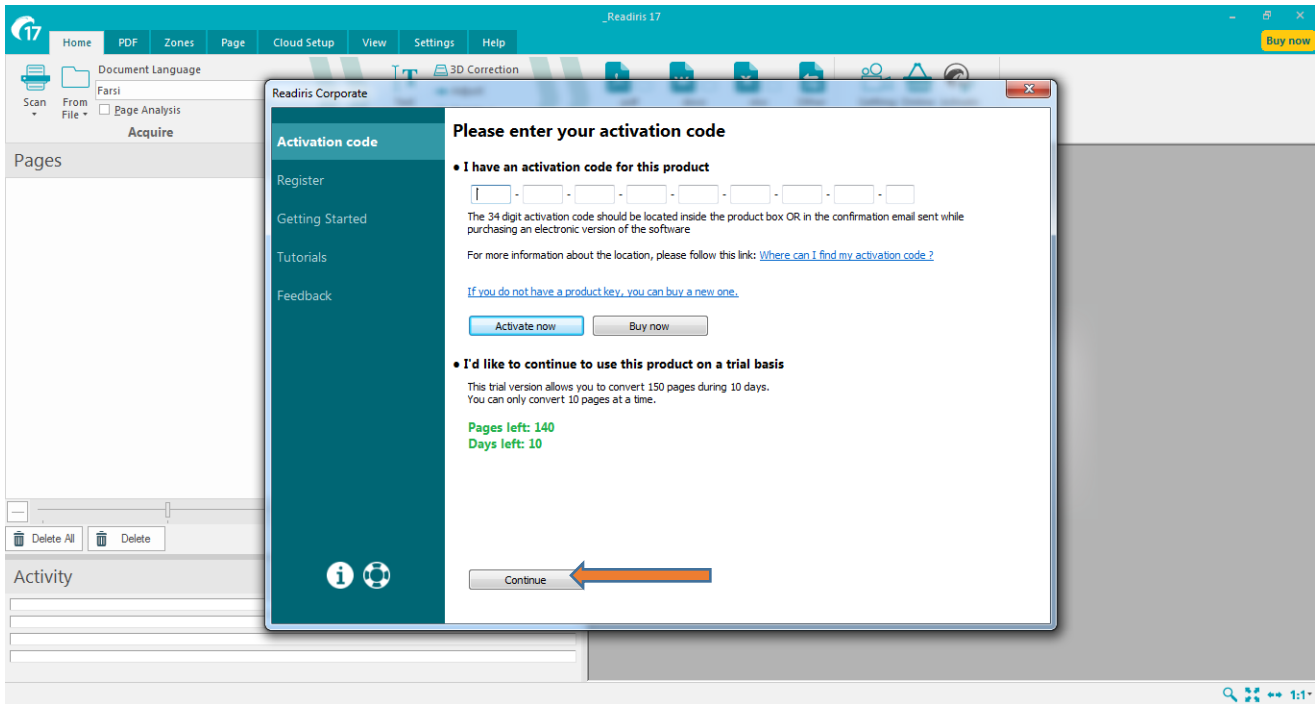 _Readiris 17
17
Home PDF Zones Page Cloud Setup View Settings Help
Buy now
Document Language
Farsi
Page Analysis
Scan
From
File
Acquire
3D Correction
Readiris Corporate
Pages
Activation code
Register
Getting Started
Tutorials
Feedback
Please enter your activation code
• I have an activation code for this product
- - - - - - - -
The 34 digit activation code should be located inside the product box OR in the confirmation email sent while
purchasing an electronic version of the software
For more information about the location, please follow this link: Where can I find my activation code ?
If you do not have a product key, you can buy a new one.
Activate now Buy now
• I'd like to continue to use this product on a trial basis
This trial version allows you to convert 150 pages during 10 days.
You can only convert 10 pages at a time.
Pages left: 140
Days left: 10
Continue
Delete All Delete
Activity
1:1